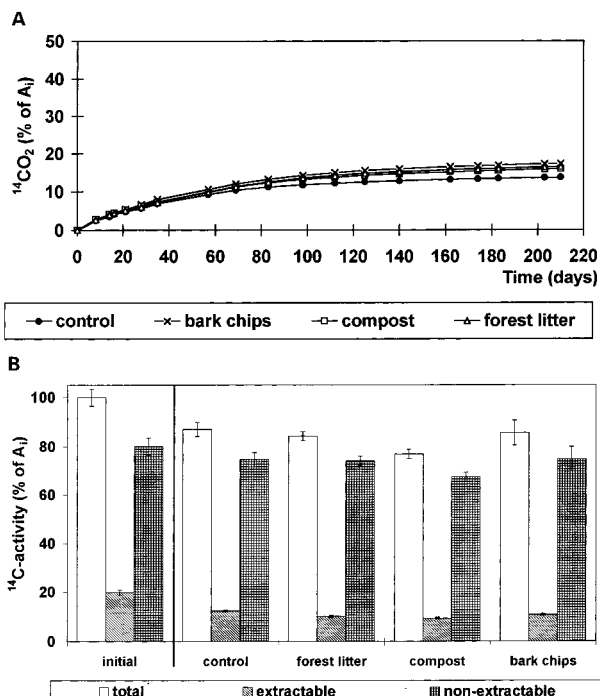 A
50
40
30
20
10
0
¹⁴CO₂ (% of Aᵢ)
0 20 40 60 80 100 120 140 160 180 200 220
Time (days)
control bark chips compost forest litter
B
100
80
60
40
20
0
¹⁴C-activity (% of Aᵢ)
initial control forest litter compost bark chips
total extractable non-extractable